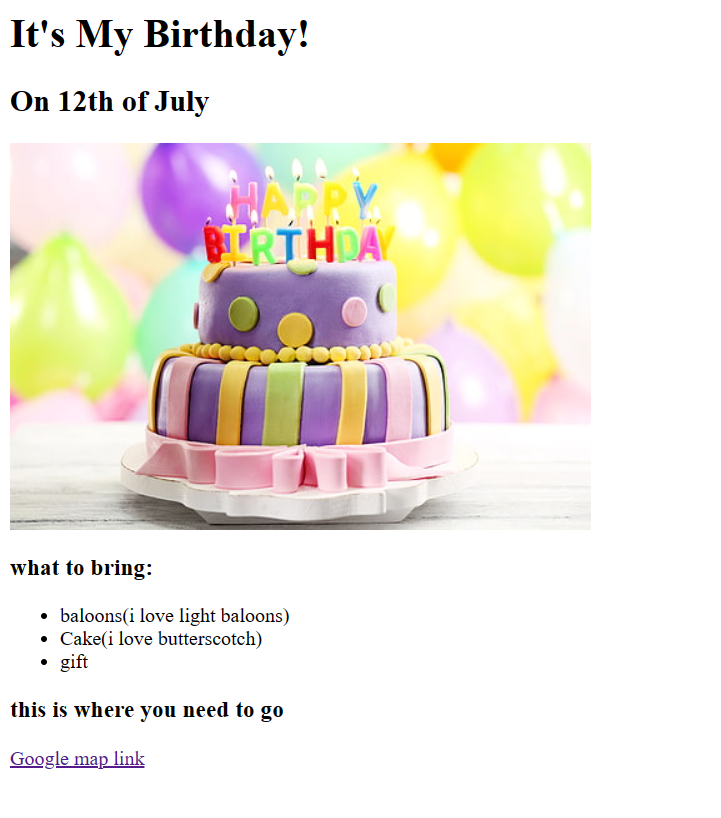 It's My Birthday!
On 12th of July
HAPPY
BIRTHDAY
what to bring:
baloons(i love light baloons)
Cake(i love butterscotch)
gift
this is where you need to go
Google map link